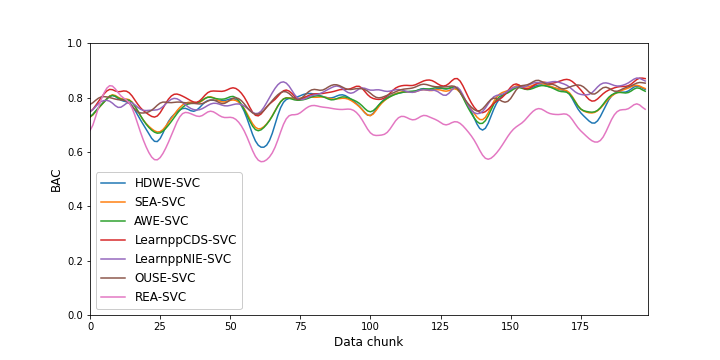 1.0
0.8
0.6
0.4
0.2
0.0
BAC
HDWE-SVC
SEA-SVC
AWE-SVC
LearnppCDS-SVC
LearnppNIE-SVC
OUSE-SVC
REA-SVC
0 25 50 75 100 125 150 175
Data chunk